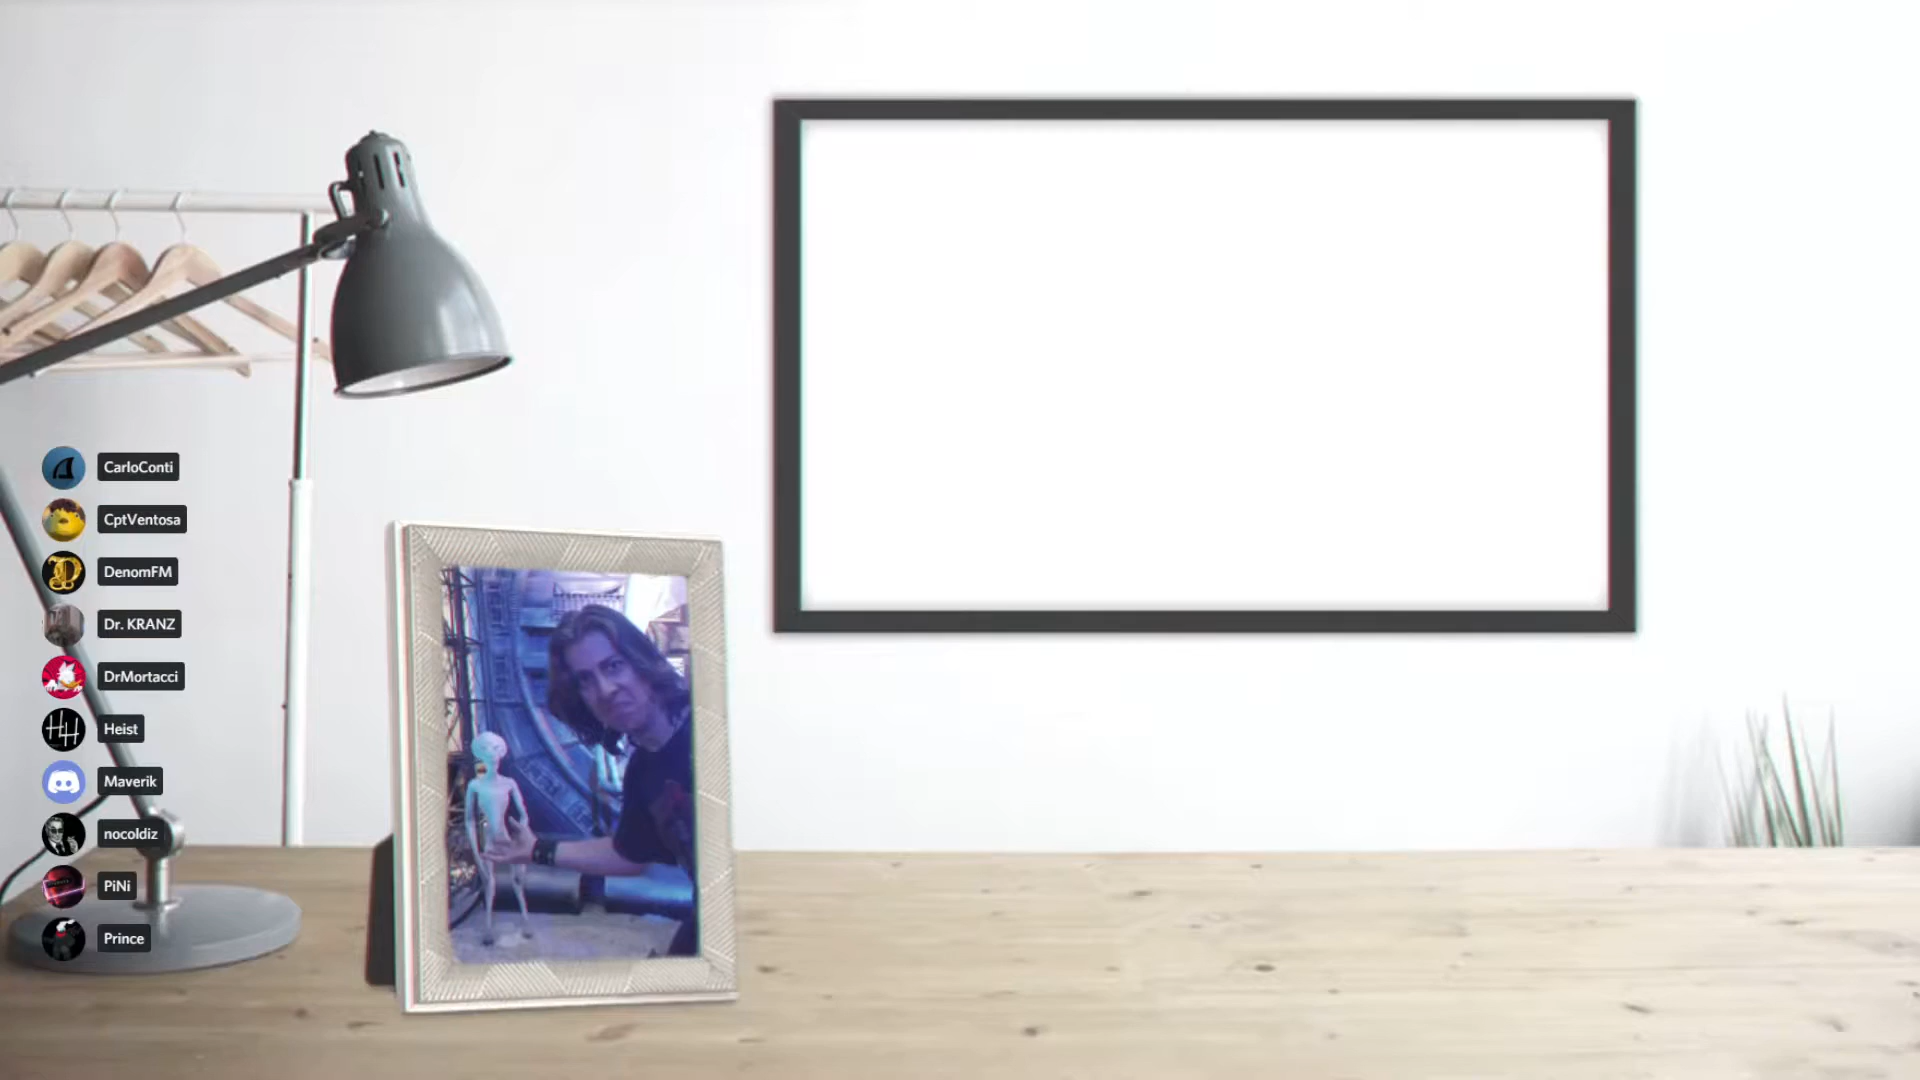 CarloConti
CptVentosa
DenomFM
Dr. KRANZ
DrMortacci
Heist
Maverik
nocoldiz
PiNi
Prince